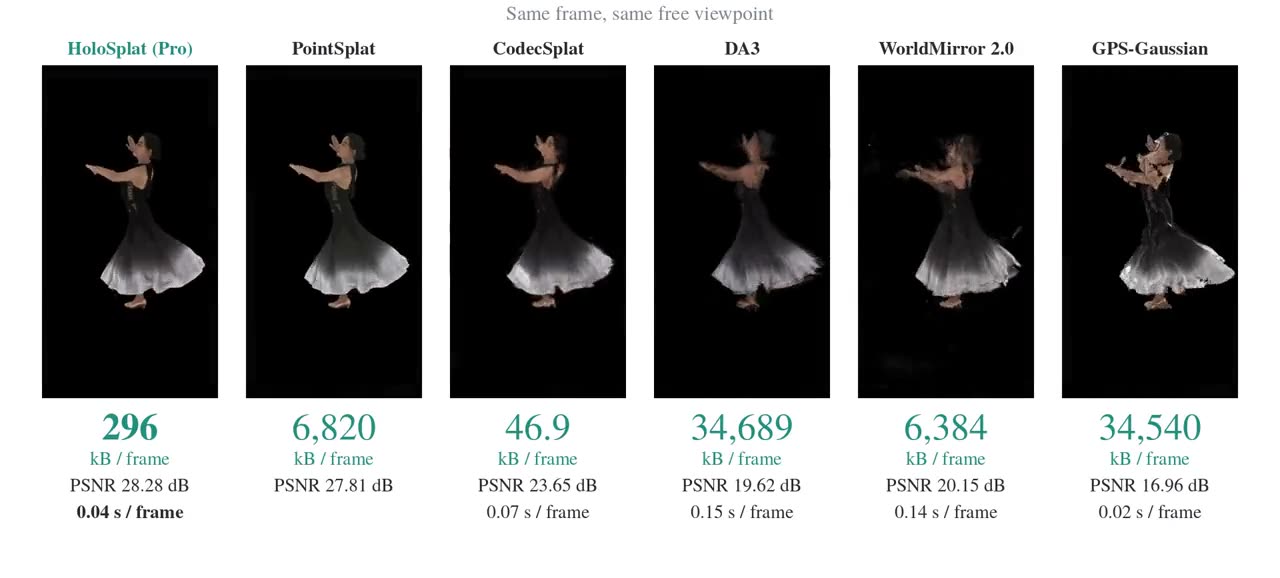 Same frame, same free viewpoint
HoloSplat (Pro)
PointSplat
CodecSplat
DA3
WorldMirror 2.0
GPS-Gaussian
296
6,820
46.9
34,689
6,384
34,540
kB / frame
kB / frame
kB / frame
kB / frame
kB / frame
kB / frame
PSNR 28.28 dB
PSNR 27.81 dB
PSNR 23.65 dB
PSNR 19.62 dB
PSNR 20.15 dB
PSNR 16.96 dB
0.04 s / frame
0.07 s / frame
0.15 s / frame
0.14 s / frame
0.02 s / frame